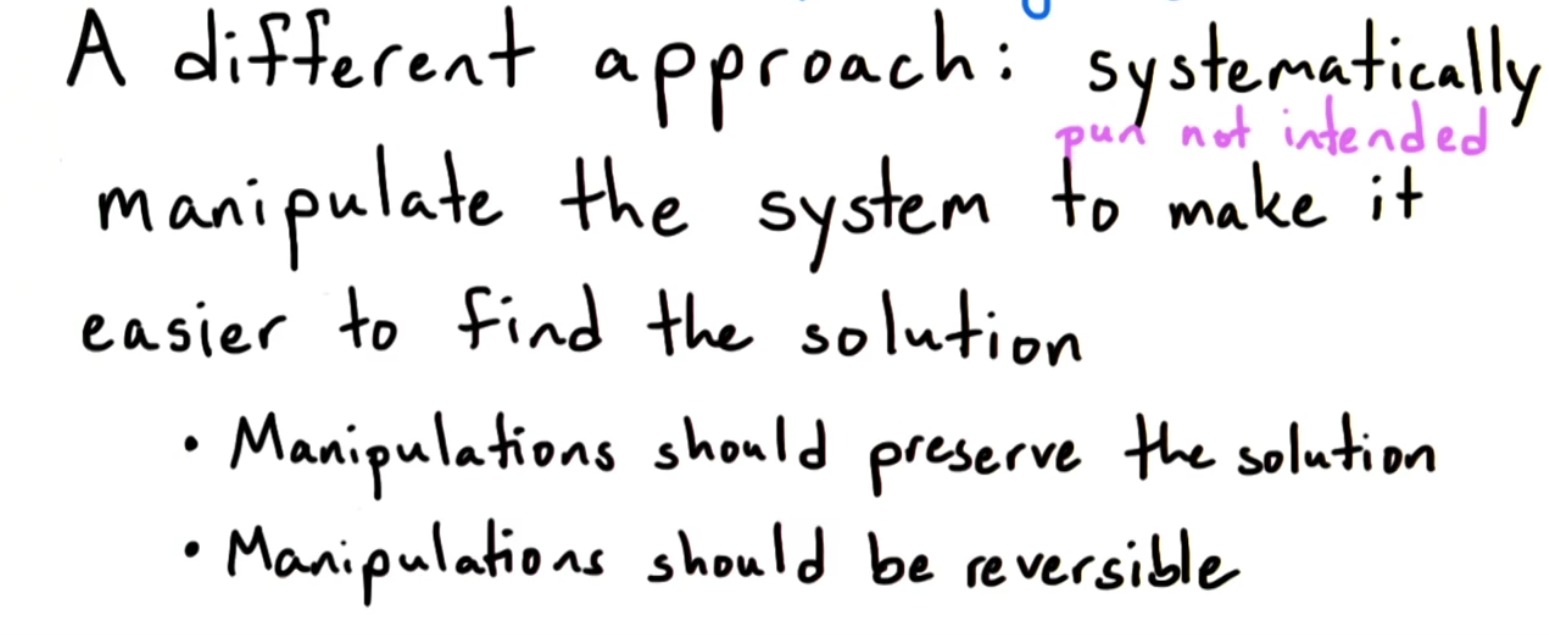 A different approach: systematically
pun not intended
manipulate the system to make it
easier to find the solution
• Manipulations should preserve the solution
• Manipulations should be reversible